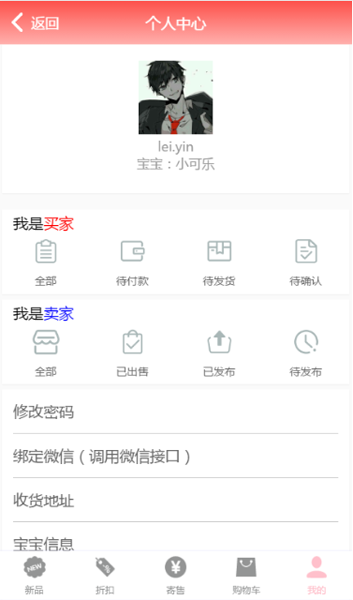 返回 个人中心
lei.yin
宝宝：小可乐
我是买家
全部 待付款 待发货 待确认
我是卖家
全部 已出售 已发布 待发布
修改密码
绑定微信（调用微信接口）
收货地址
宝宝信息
NEW
新品 折扣 寄售 购物车 我的